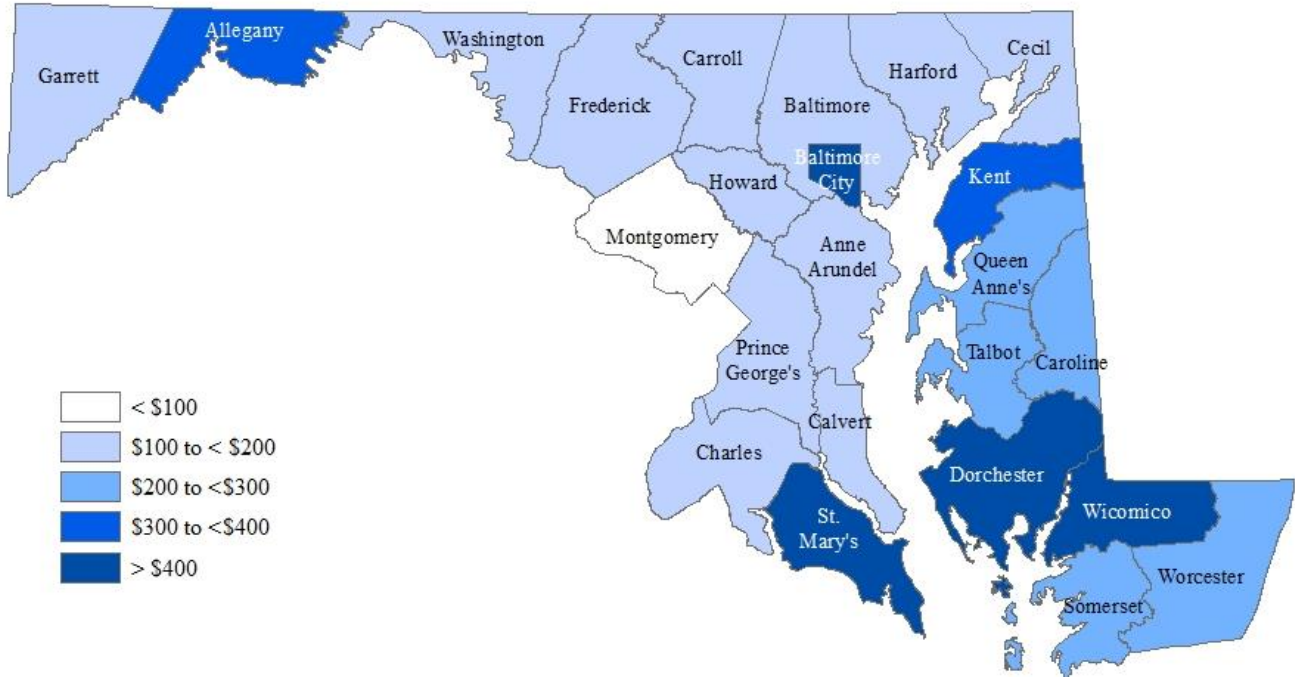 Allegany
Garrett
Washington
Frederick
Carroll
Baltimore
Harford
Cecil
Baltimore
City
Howard
Montgomery
Anne
Arundel
Kent
Queen
Anne's
Talbot
Caroline
Prince
George's
Calvert
Charles
St.
Mary's
Dorchester
Wicomico
Worcester
Somerset
< $100
$100 to < $200
$200 to <$300
$300 to <$400
> $400